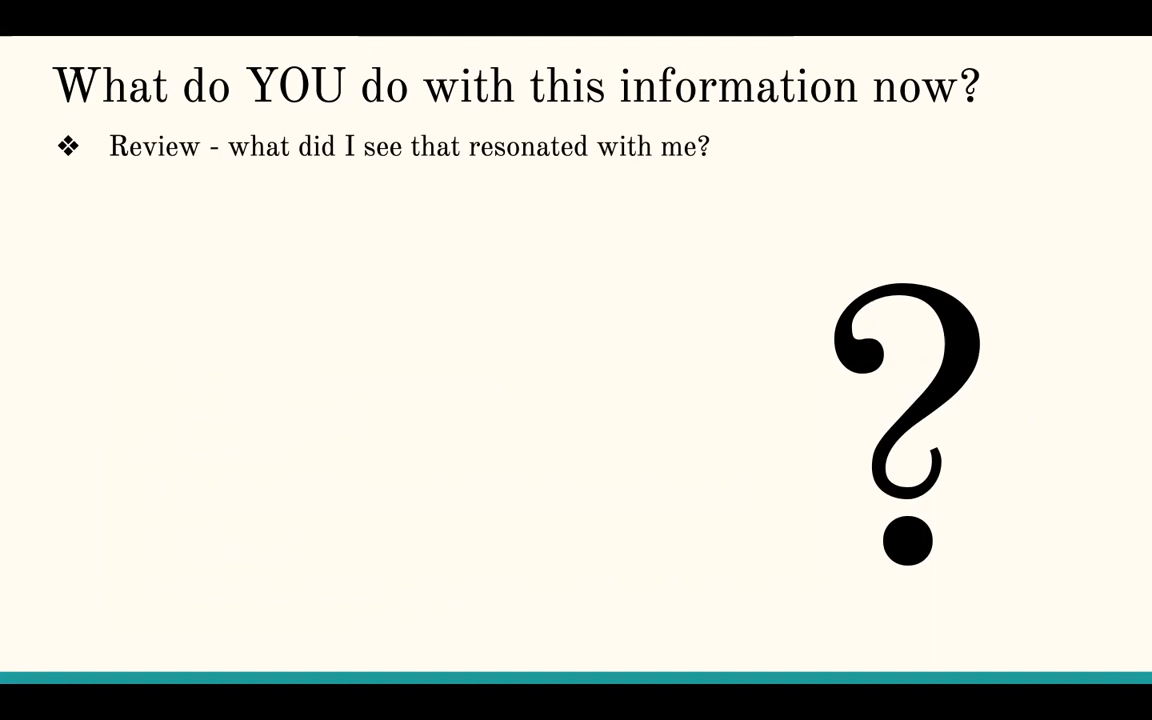 What do YOU do with this information now?
❖ Review - what did I see that resonated with me?
?